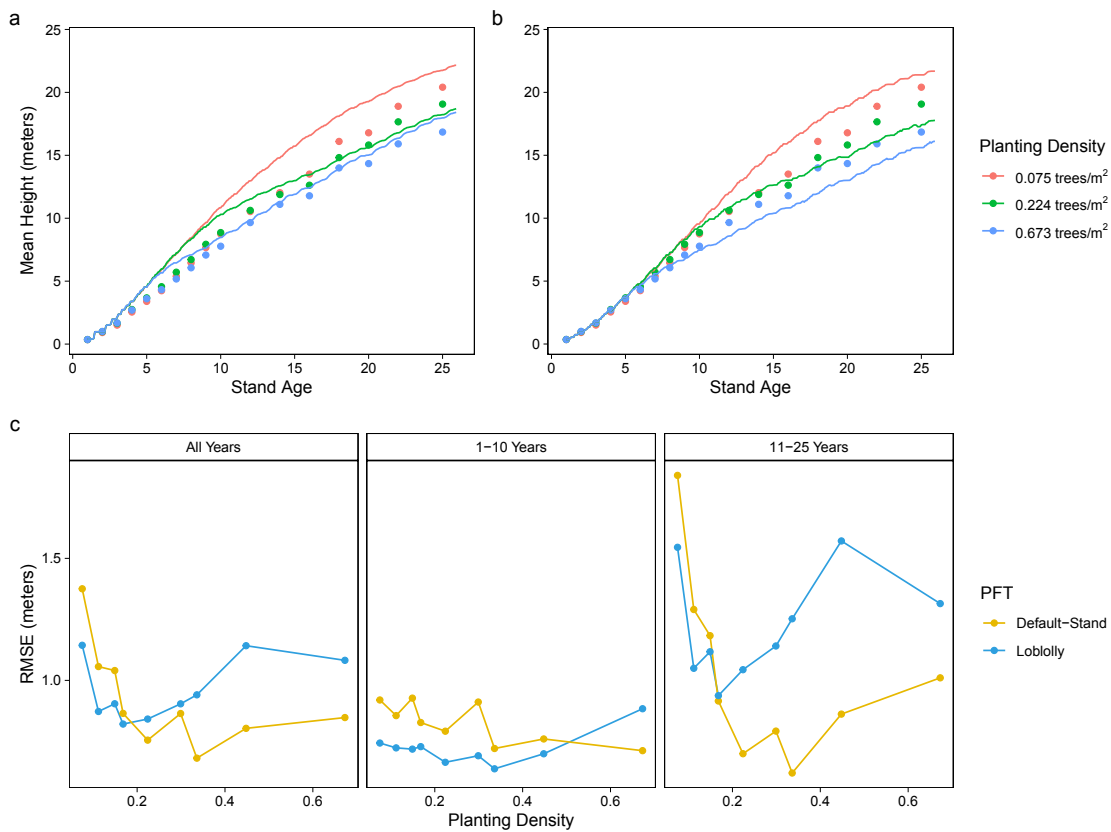 a
b
25
20
15
10
5
0
Mean Height (meters)
0
5
10
15
20
25
Stand Age
25
20
15
10
5
0
0
5
10
15
20
25
Stand Age
Planting Density
0.075 trees/m²
0.224 trees/m²
0.673 trees/m²
c
All Years
1−10 Years
11−25 Years
1.5
1.0
RMSE (meters)
0.2
0.4
0.6
0.2
0.4
0.6
0.2
0.4
0.6
Planting Density
PFT
Default−Stand
Loblolly